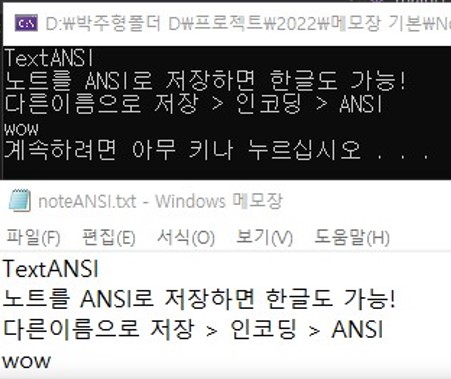 D:₩박주형폴더 D₩프로젝트₩2022₩메모장 기본₩No
TextANSI
노트를 ANSI로 저장하면 한글도 가능!
다른이름으로 저장 > 인코딩 > ANSI
wow
계속하려면 아무 키나 누르십시오 . . .
noteANSI.txt - Windows 메모장
파일(F) 편집(E) 서식(O) 보기(V) 도움말(H)
TextANSI
노트를 ANSI로 저장하면 한글도 가능!
다른이름으로 저장 > 인코딩 > ANSI
wow